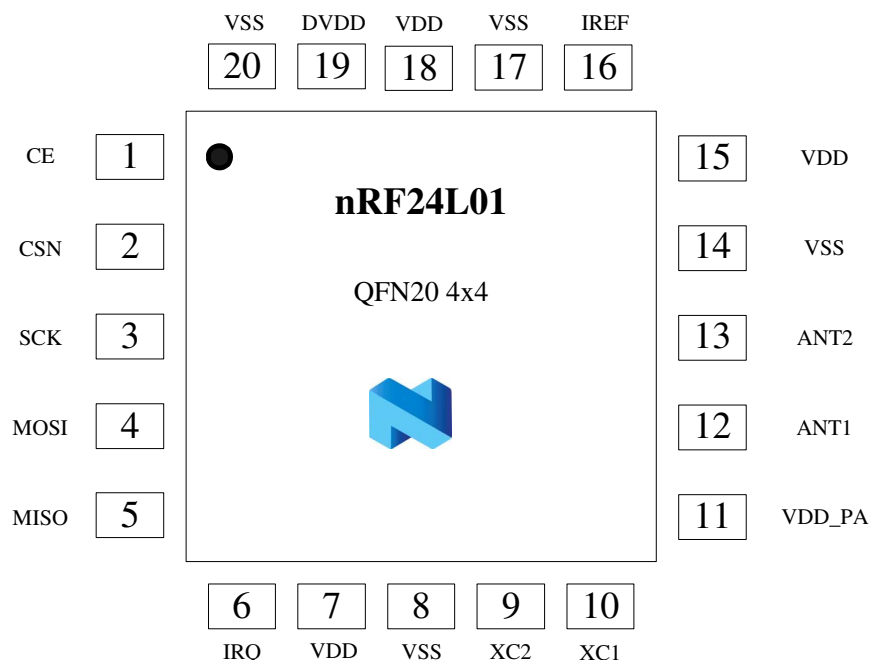 VSS DVDD VDD VSS IREF
20 19 18 17 16
CE 1 15 VDD
nRF24L01
CSN 2 14 VSS
QFN20 4x4
SCK 3 13 ANT2
MOSI 4 12 ANT1
MISO 5 11 VDD_PA
6 7 8 9 10
IRQ VDD VSS XC2 XC1